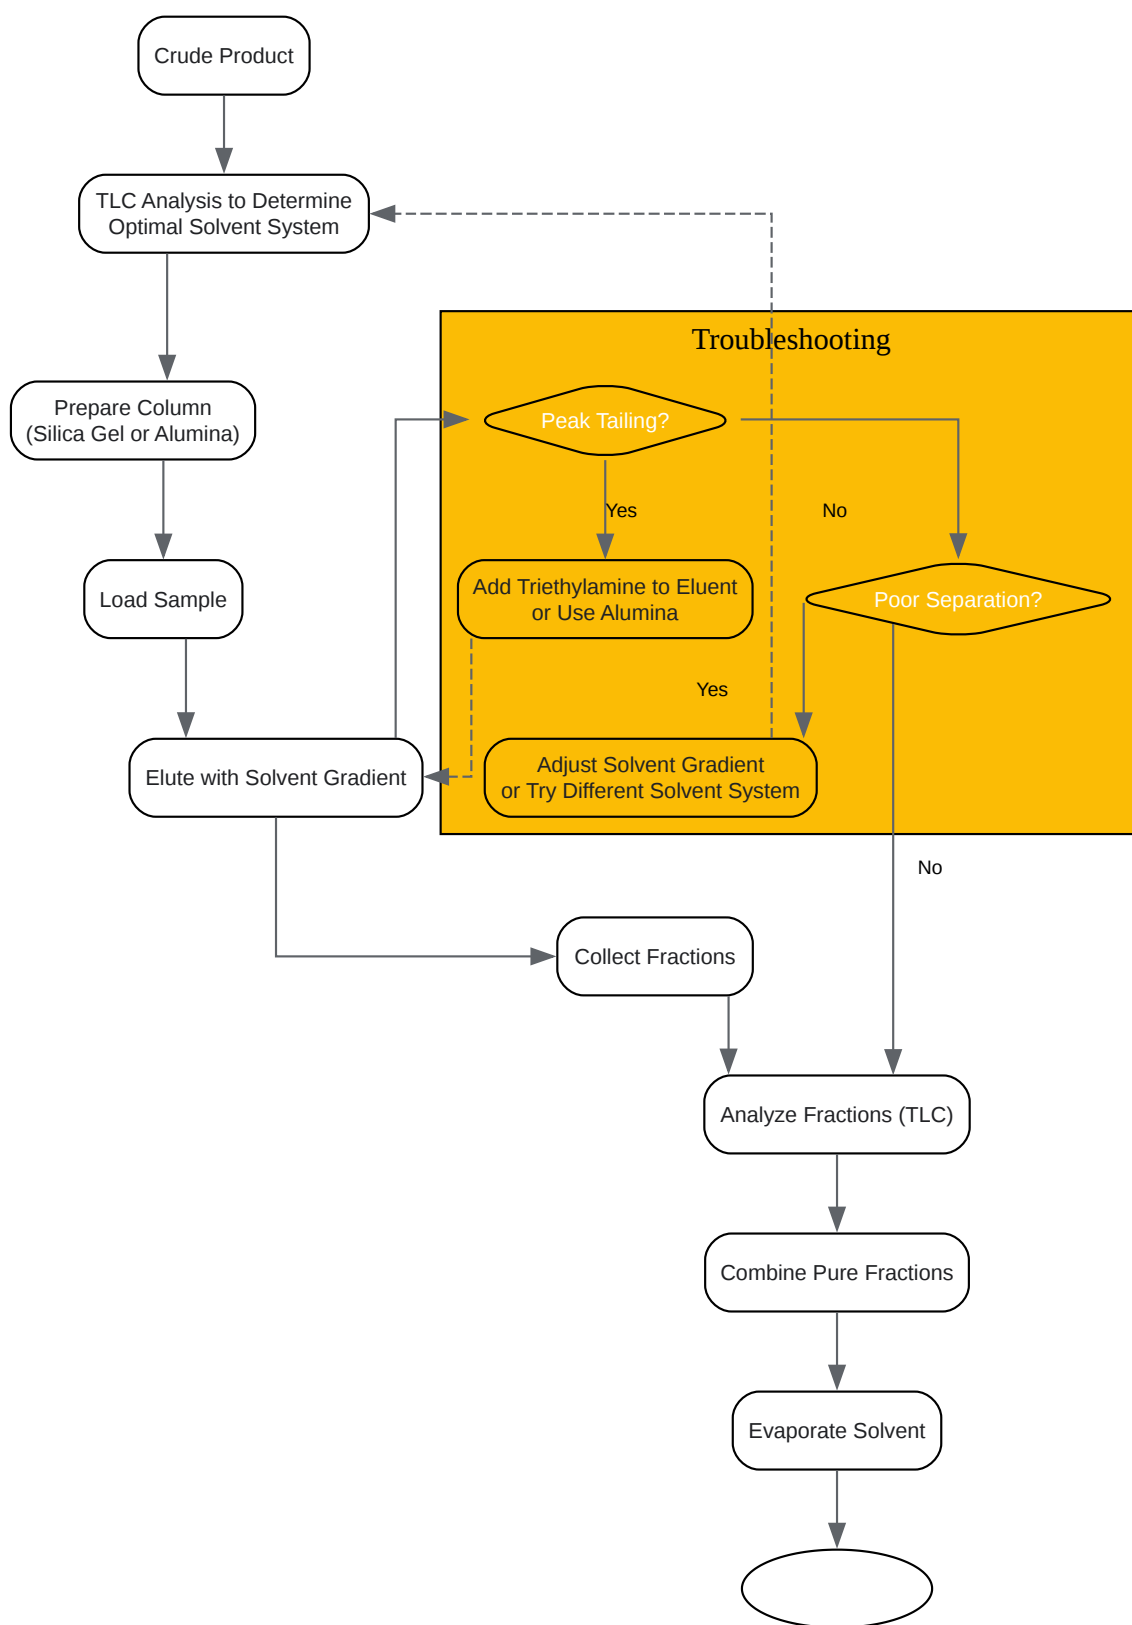 Crude Product
TLC Analysis to Determine
Optimal Solvent System
Troubleshooting
Prepare Column
(Silica Gel or Alumina)
Peak Tailing?
Yes
No
Load Sample
Add Triethylamine to Eluent
or Use Alumina
Poor Separation?
Yes
Elute with Solvent Gradient
Adjust Solvent Gradient
or Try Different Solvent System
No
Collect Fractions
Analyze Fractions (TLC)
Combine Pure Fractions
Evaporate Solvent